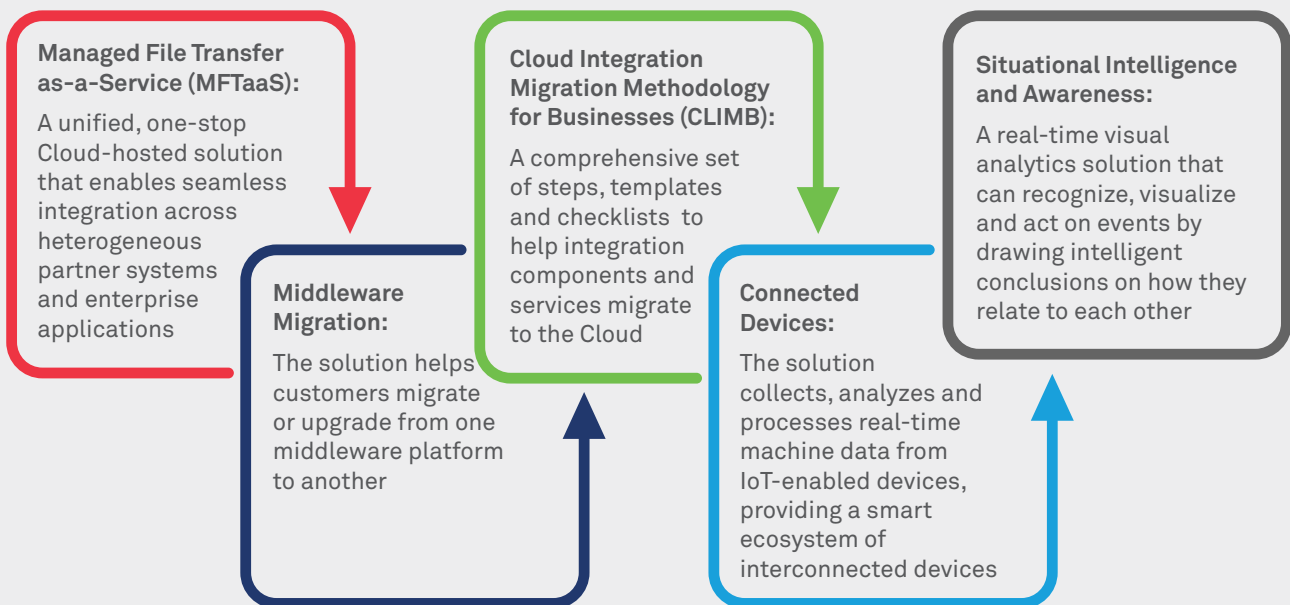 Managed File Transfer
as-a-Service (MFTaaS):
A unified, one-stop
Cloud-hosted solution
that enables seamless
integration across
heterogeneous
partner systems
and enterprise
applications
Middleware
Migration:
The solution helps
customers migrate
or upgrade from one
middleware platform
to another
Cloud Integration
Migration Methodology
for Businesses (CLIMB):
A comprehensive set
of steps, templates
and checklists to
help integration
components and
services migrate
to the Cloud
Connected
Devices:
The solution
collects, analyzes and
processes real-time
machine data from
IoT-enabled devices,
providing a smart
ecosystem of
interconnected devices
Situational Intelligence
and Awareness:
A real-time visual
analytics solution that
can recognize, visualize
and act on events by
drawing intelligent
conclusions on how they
relate to each other